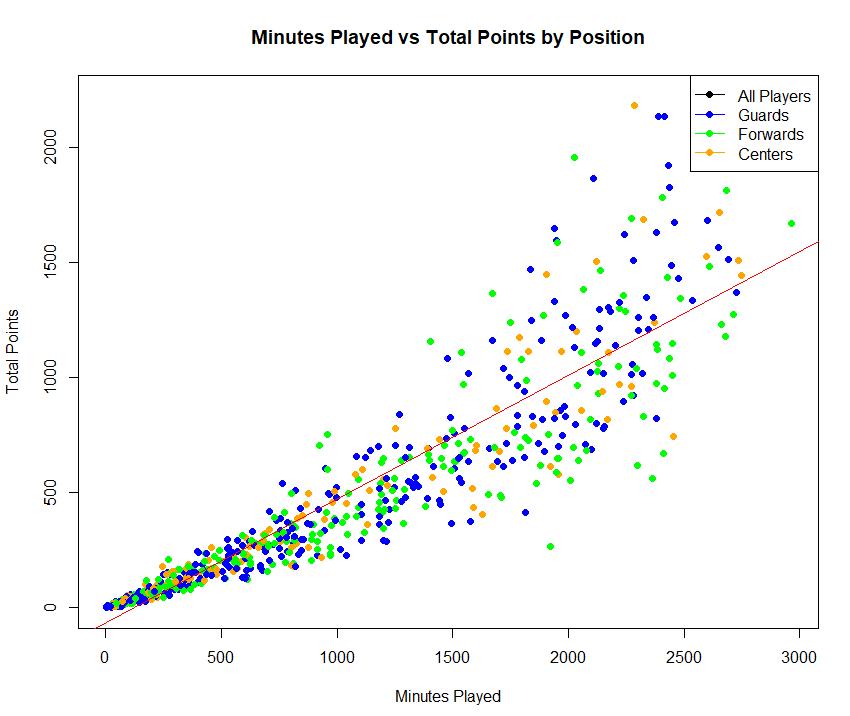 Minutes Played vs Total Points by Position
All Players
Guards
Forwards
Centers
Total Points
2000
1500
1000
500
0
0 500 1000 1500 2000 2500 3000
Minutes Played